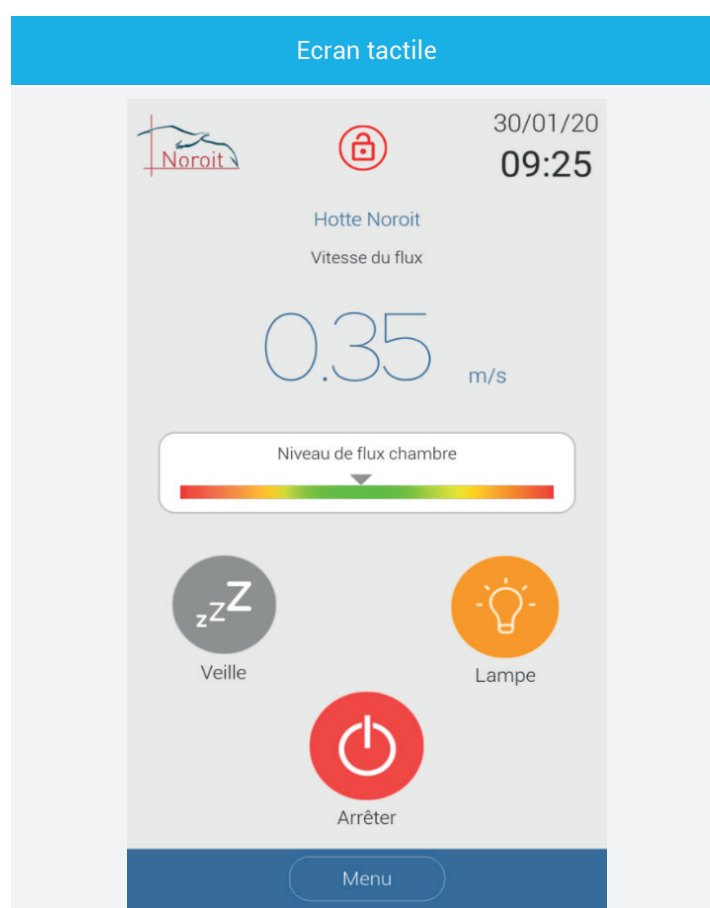 Ecran tactile
Noroit
30/01/20
09:25
Hotte Noroit
Vitesse du flux
0.35 m/s
Niveau de flux chambre
zzZ
Veille
Lampe
Arrêter
Menu